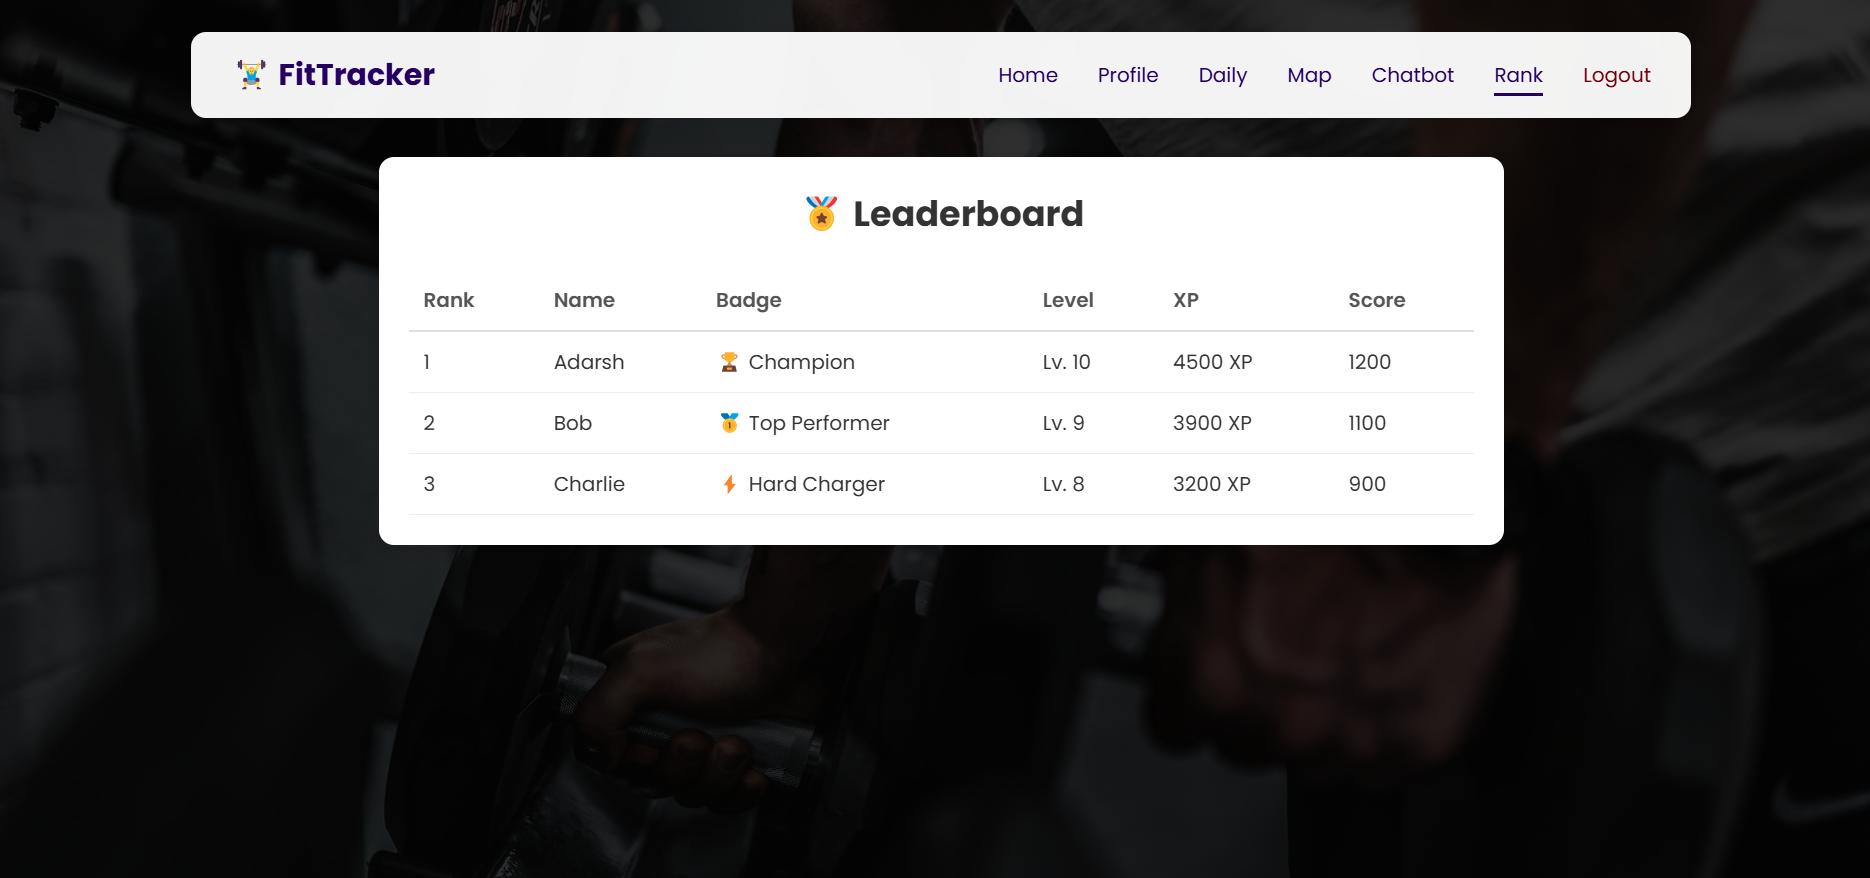 FitTracker Home Profile Daily Map Chatbot Rank Logout
Leaderboard
Rank Name Badge Level XP Score
1 Adarsh Champion Lv. 10 4500 XP 1200
2 Bob Top Performer Lv. 9 3900 XP 1100
3 Charlie Hard Charger Lv. 8 3200 XP 900